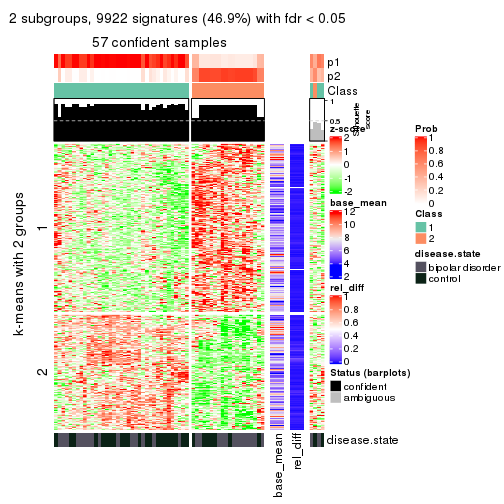 2 subgroups, 9922 signatures (46.9%) with fdr < 0.05
57 confident samples
p1
p2
Class
1
0.5
0
Silhouette
score
z-score
2
1
0
-1
-2
base_mean
12
10
8
6
4
2
rel_diff
1
0.8
0.6
0.4
0.2
0
Status (barplots)
confident
ambiguous
Prob
1
0.8
0.6
0.4
0.2
0
Class
1
2
disease.state
bipolar disorder
control
k-means with 2 groups
1
2
disease.state
base_mean
rel_diff